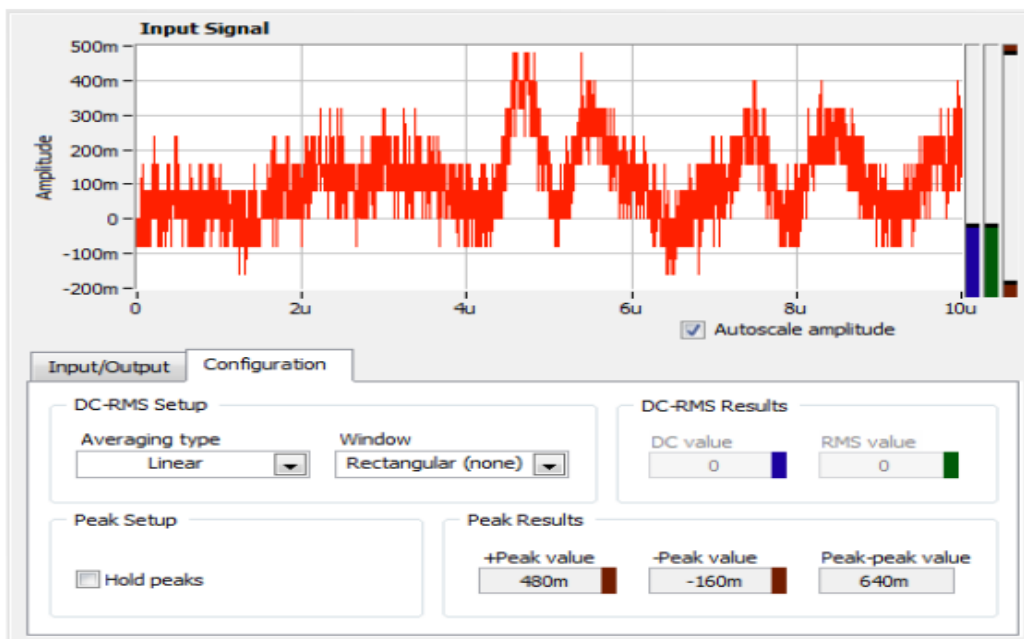 Input Signal
Amplitude
500m
400m
300m
200m
100m
0
-100m
-200m
0 2u 4u 6u 8u 10u
Autoscale amplitude
Input/Output Configuration
DC-RMS Setup
Averaging type Window
Linear Rectangular (none)
DC-RMS Results
DC value RMS value
0 0
Peak Setup
Hold peaks
Peak Results
+Peak value -Peak value Peak-peak value
480m -160m 640m